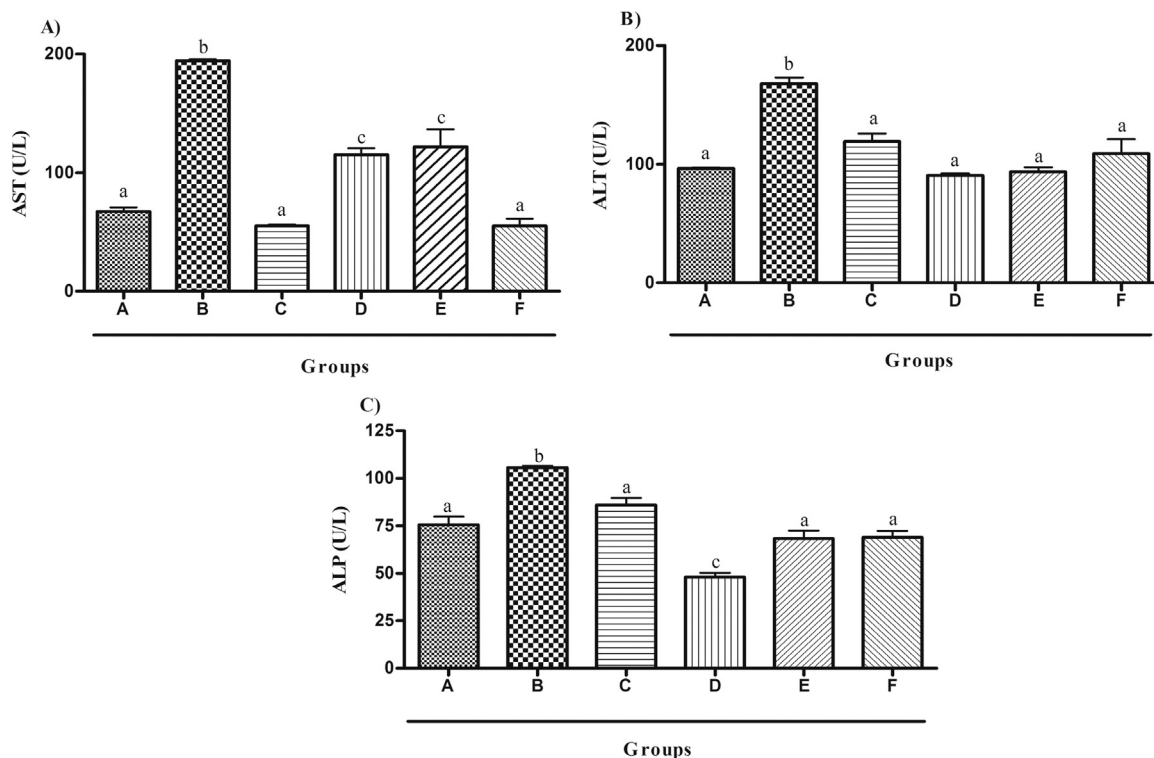 A)
AST (U/L)
200
100
0
a
b
a
c
c
a
A B C D E F
Groups
B)
ALT (U/L)
200
100
0
a
b
a
a
a
a
A B C D E F
Groups
C)
ALP (U/L)
125
100
75
50
25
0
a
b
a
c
a
a
A B C D E F
Groups